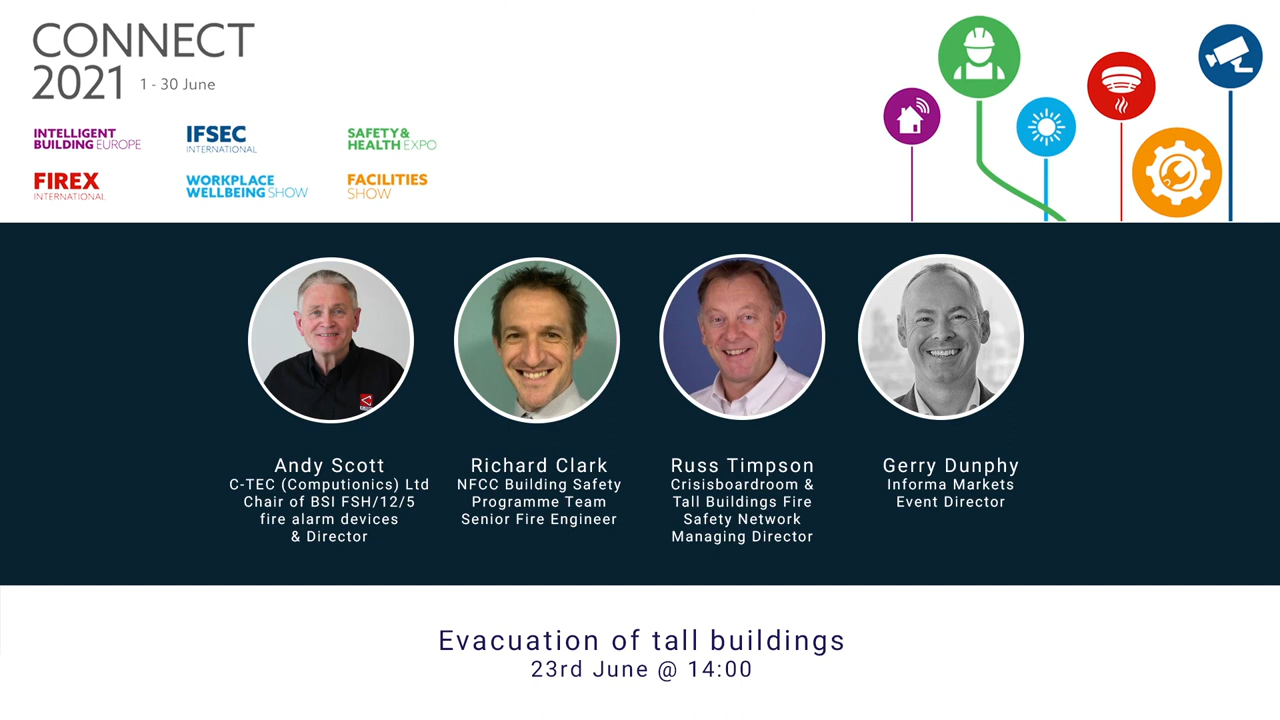 CONNECT
2021 1 - 30 June
INTELLIGENT
BUILDING EUROPE
IFSEC
INTERNATIONAL
SAFETY &
HEALTH EXPO
FIREX
INTERNATIONAL
WORKPLACE
WELLBEING SHOW
FACILITIES
SHOW
Andy Scott
C-TEC (Computionics) Ltd
Chair of BSI FSH/12/5
fire alarm devices
& Director
Richard Clark
NFCC Building Safety
Programme Team
Senior Fire Engineer
Russ Timpson
Crisisboardroom &
Tall Buildings Fire
Safety Network
Managing Director
Gerry Dunphy
Informa Markets
Event Director
Evacuation of tall buildings
23rd June @ 14:00